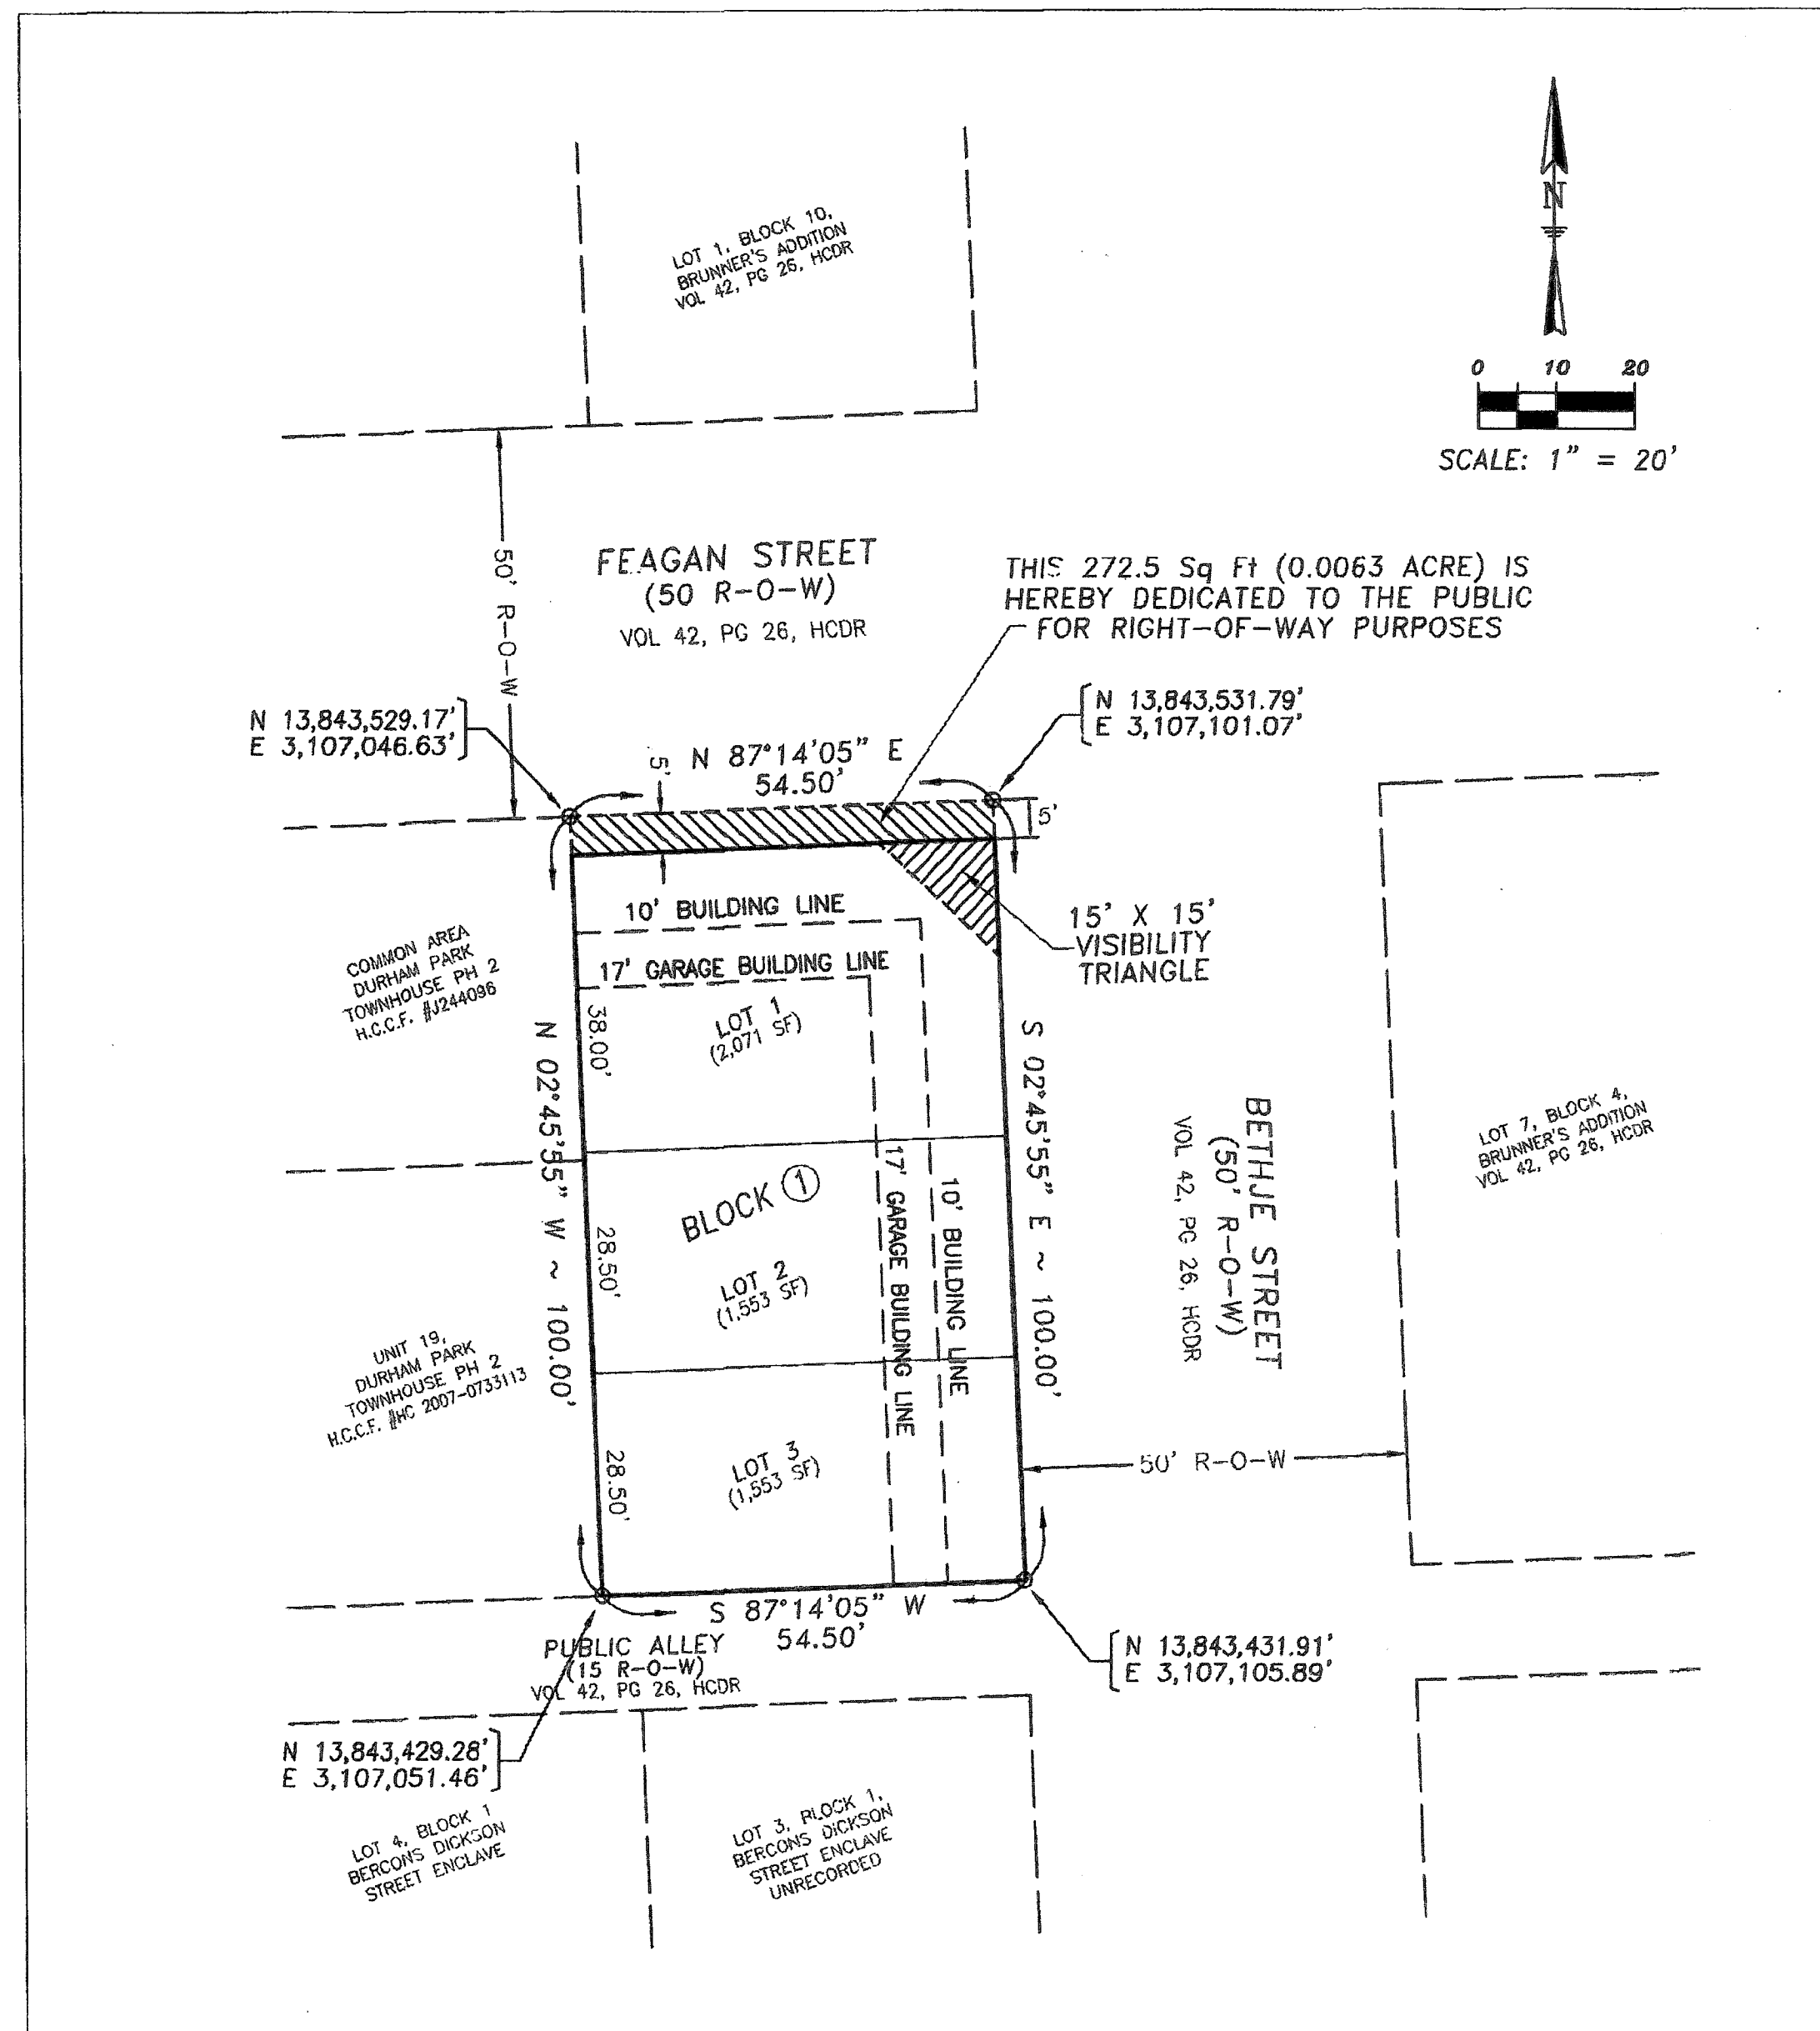 LOT 1, BLOCK 10,
BRUNNER'S ADDITION
VOL 42, PG 26, HCDR
N
0 10 20
SCALE: 1" = 20'
50' R-O-W
FEAGAN STREET
(50 R-O-W)
VOL 42, PG 26, HCDR
THIS 272.5 Sq Ft (0.0063 ACRE) IS
HEREBY DEDICATED TO THE PUBLIC
FOR RIGHT-OF-WAY PURPOSES
N 13,843,529.17'
E 3,107,046.63'
N 13,843,531.79'
E 3,107,101.07'
5'
N 87°14'05" E
54.50'
5'
10' BUILDING LINE
15' X 15'
VISIBILITY
TRIANGLE
17' GARAGE BUILDING LINE
COMMON AREA
DURHAM PARK
TOWNHOUSE PH 2
H.C.C.F. #J244096
38.00'
LOT 1
(2,071 SF)
N 02°45'55" W ~ 100.00'
S 02°45'55" E ~ 100.00'
BLOCK 1
17' GARAGE BUILDING LINE
10' BUILDING LINE
BETHJE STREET
(50' R-O-W)
VOL 42, PG 26, HCDR
LOT 7, BLOCK 4,
BRUNNER'S ADDITION
VOL 42, PG 26, HCDR
28.50'
LOT 2
(1,553 SF)
UNIT 19,
DURHAM PARK
TOWNHOUSE PH 2
H.C.C.F. #HC 2007-0733113
28.50'
LOT 3
(1,553 SF)
50' R-O-W
S 87°14'05" W
54.50'
PUBLIC ALLEY
(15 R-O-W)
VOL 42, PG 26, HCDR
N 13,843,431.91'
E 3,107,105.89'
N 13,843,429.28'
E 3,107,051.46'
LOT 4, BLOCK 1
BERCONS DICKSON
STREET ENCLAVE
LOT 3, BLOCK 1,
BERCONS DICKSON
STREET ENCLAVE
UNRECORDED